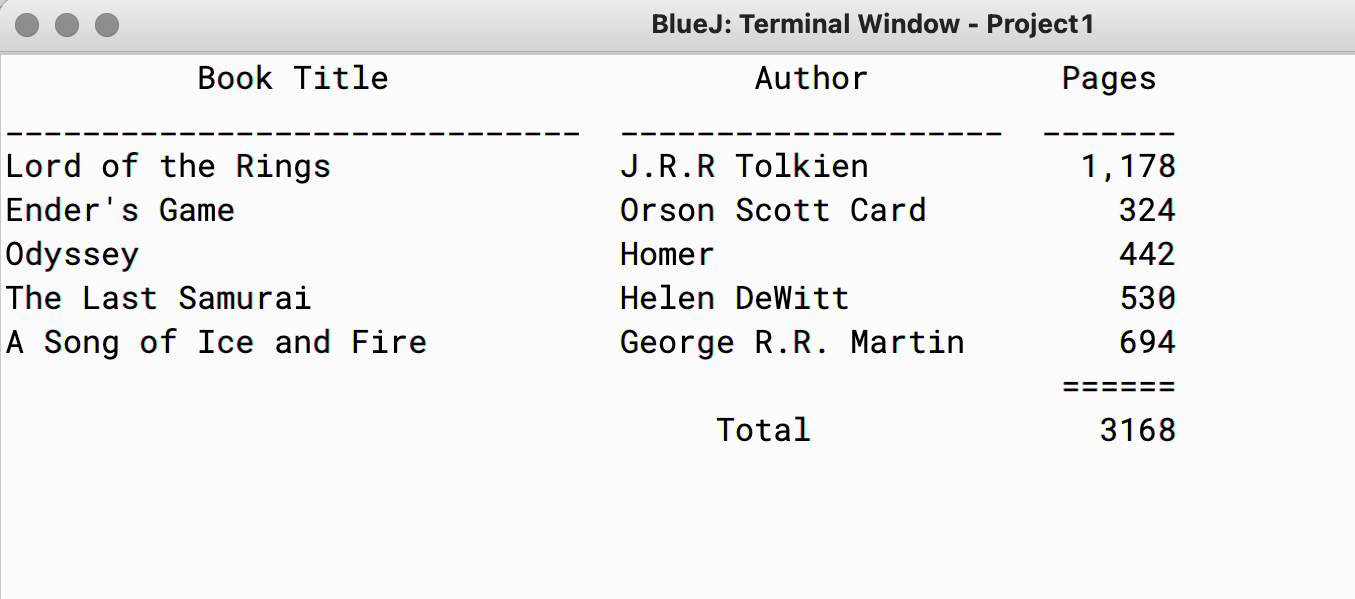 BlueJ: Terminal Window - Project1
Book Title Author Pages
------------------------------ -------------------- -------
Lord of the Rings J.R.R Tolkien 1,178
Ender's Game Orson Scott Card 324
Odyssey Homer 442
The Last Samurai Helen DeWitt 530
A Song of Ice and Fire George R.R. Martin 694
======
Total 3168